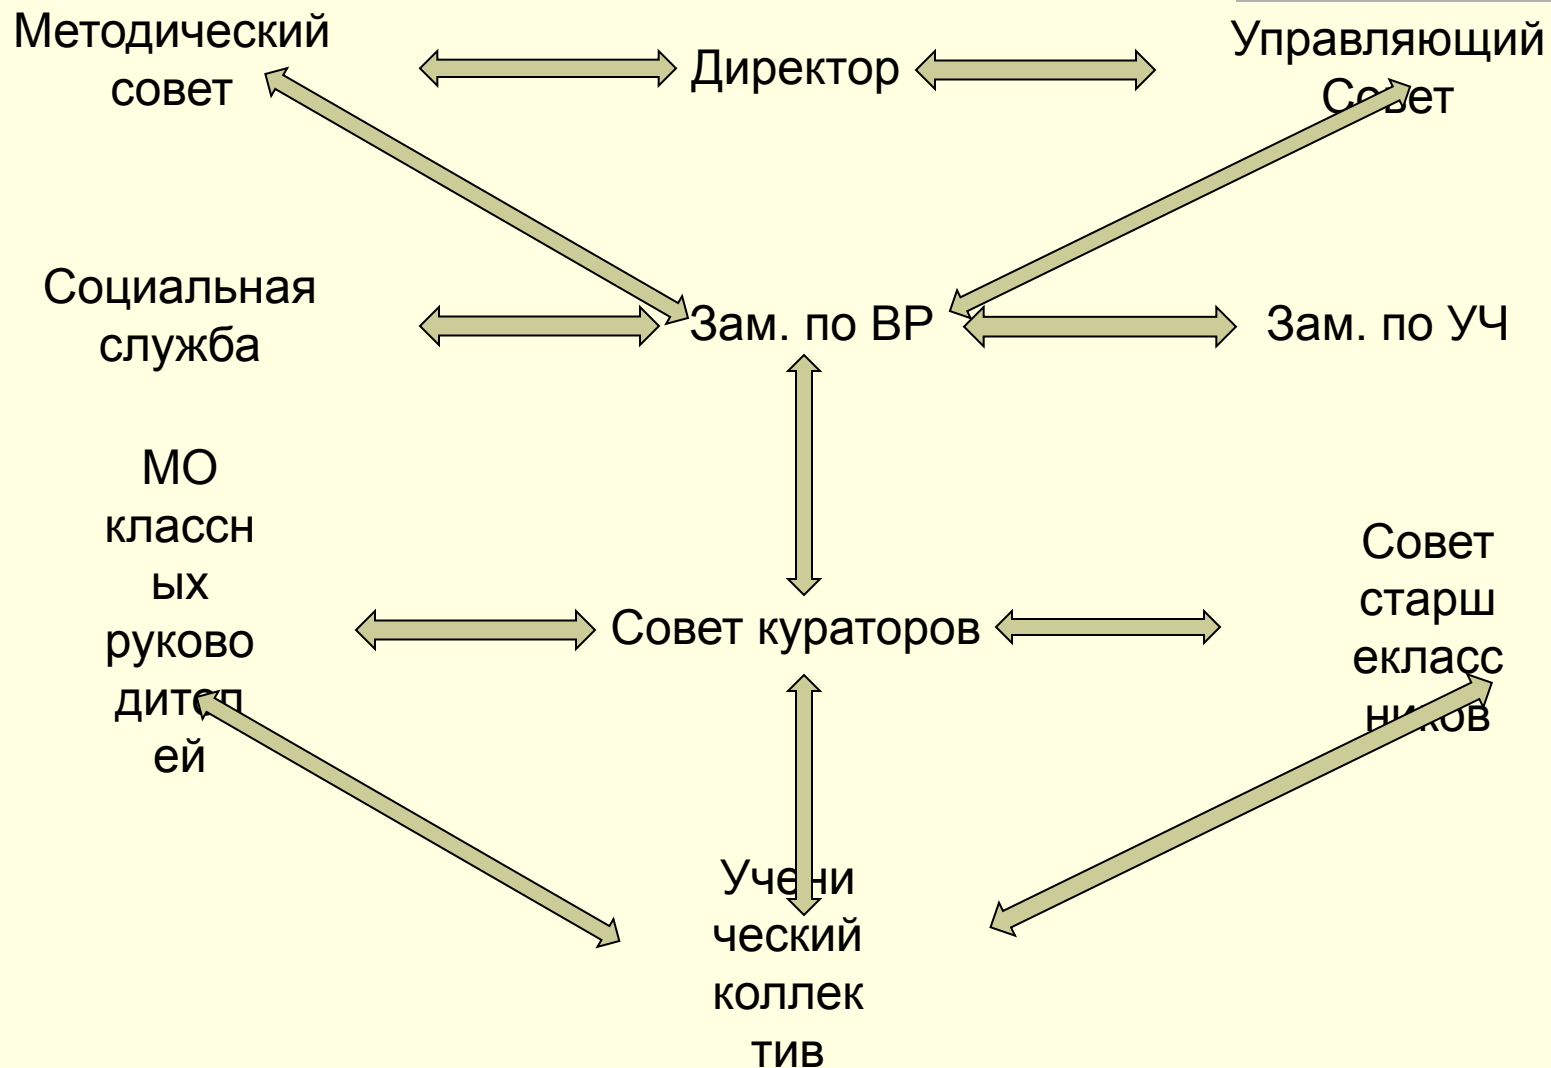 Методический
совет
Директор
Управляющий
Совет
Социальная
служба
Зам. по ВР
Зам. по УЧ
МО
классн
ых
руково
дител
ей
Совет кураторов
Совет
старш
екласс
ников
Учени
ческий
коллек
тив